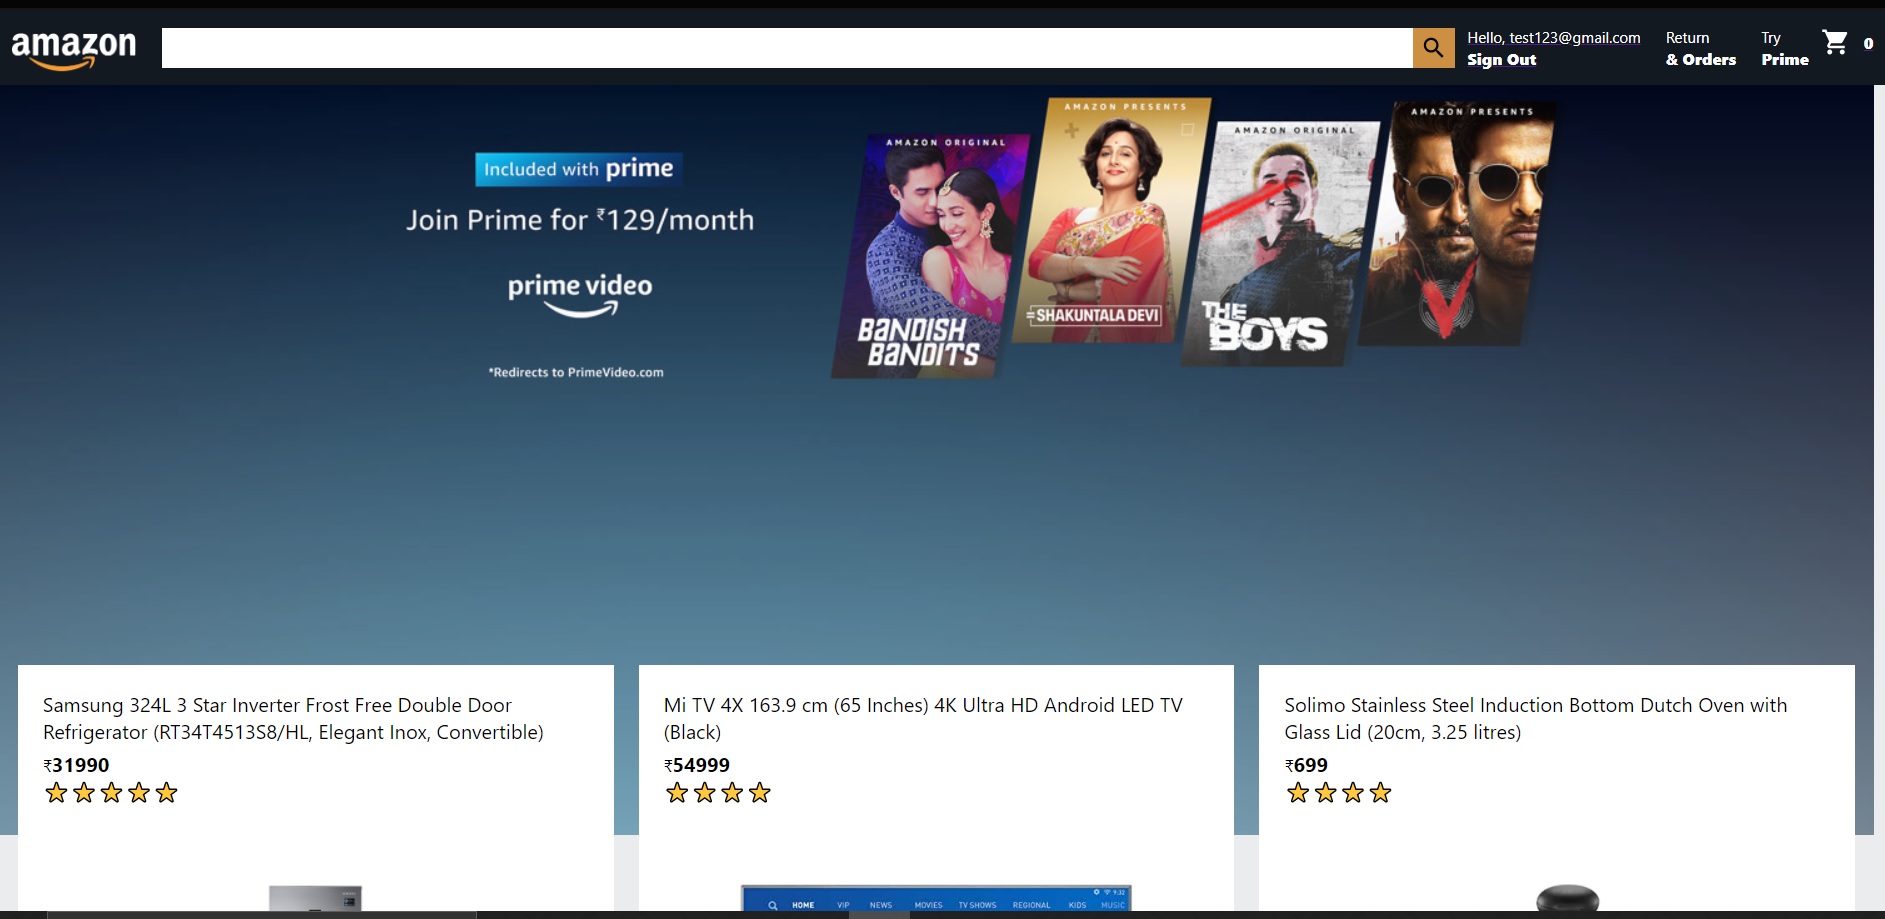 amazon
Hello, test123@gmail.com
Sign Out
Return
& Orders
Try
Prime
0
Included with prime
Join Prime for ₹129/month
prime video
*Redirects to PrimeVideo.com
AMAZON ORIGINAL
BANDISH
BANDITS
AMAZON PRESENTS
=SHAKUNTALA DEVI
AMAZON ORIGINAL
THE
BOYS
AMAZON PRESENTS
V
Samsung 324L 3 Star Inverter Frost Free Double Door
Refrigerator (RT34T4513S8/HL, Elegant Inox, Convertible)
₹31990
Mi TV 4X 163.9 cm (65 Inches) 4K Ultra HD Android LED TV
(Black)
₹54999
Solimo Stainless Steel Induction Bottom Dutch Oven with
Glass Lid (20cm, 3.25 litres)
₹699
9:32
HOME VIP NEWS MOVIES TV SHOWS REGIONAL KIDS MUSIC